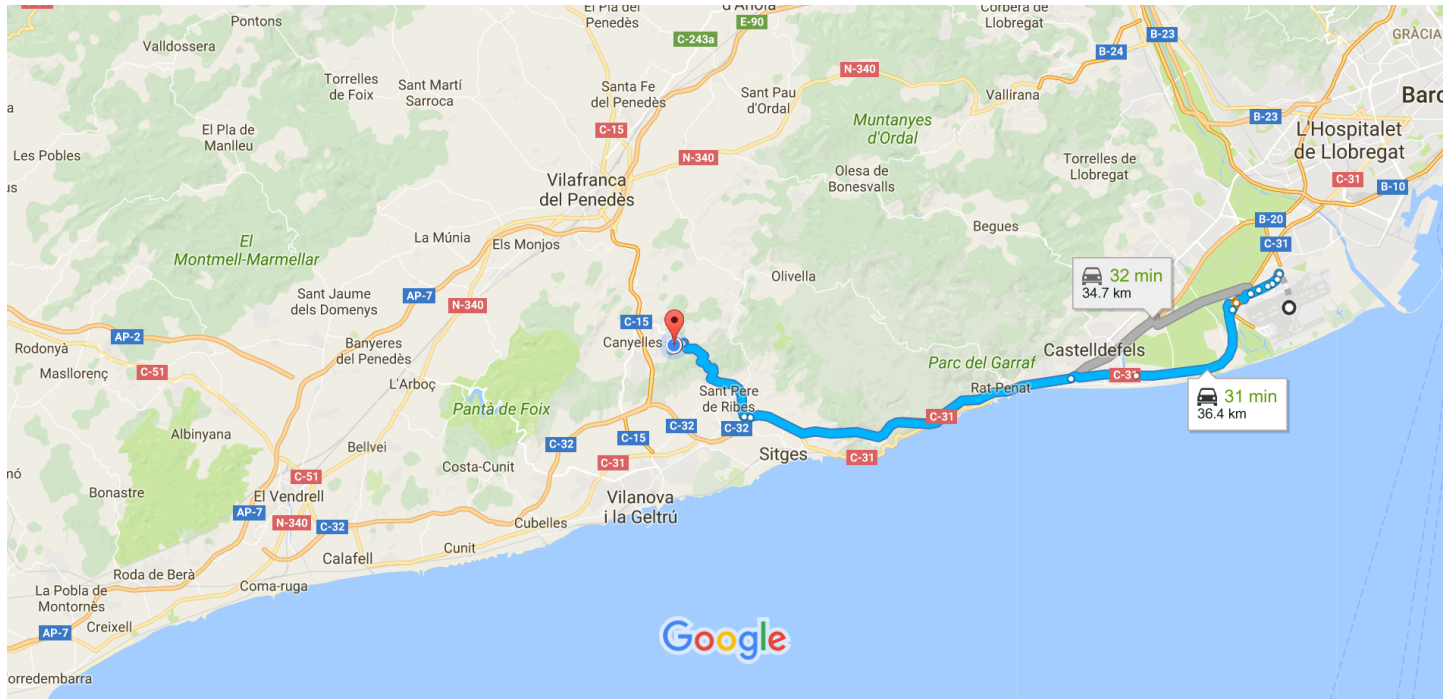 Pontons
El Pla del
Penedès
d'Anoia
E-90
Corbera de
Llobregat
B-23
GRÀCIA
Valldossera
C-243a
B-24
Torrelles
de Foix
Sant Martí
Sarroca
Santa Fe
del Penedès
N-340
Sant Pau
d'Ordal
Vallirana
Barc
El Pla de
Manlleu
C-15
Muntanyes
d'Ordal
B-23
L'Hospitalet
de Llobregat
Les Pobles
N-340
Torrelles de
Llobregat
Vilafranca
del Penedès
Olesa de
Bonesvalls
C-31
B-10
us
El
Montmell-Marmellar
La Múnia
Els Monjos
Begues
B-20
C-31
Olivella
32 min
34.7 km
Sant Jaume
dels Domenys
AP-7
N-340
C-15
AP-2
Rodonyà
Masllorenç
C-51
Banyeres
del Penedès
Canyelles
Castelldefels
Parc del Garraf
L'Arboç
Pantà de Foix
Sant Pere
de Ribes
Rat-Penat
C-31
31 min
36.4 km
Albinyana
Bellvei
C-32
C-15
C-32
C-32
C-31
Sitges
C-31
C-31
mó
Bonastre
C-51
El Vendrell
Costa-Cunit
Vilanova
i la Geltrú
AP-7
N-340
C-32
Cubelles
Calafell
Cunit
Roda de Berà
Coma-ruga
La Pobla de
Montornès
Creixell
AP-7
orredembarra
Google